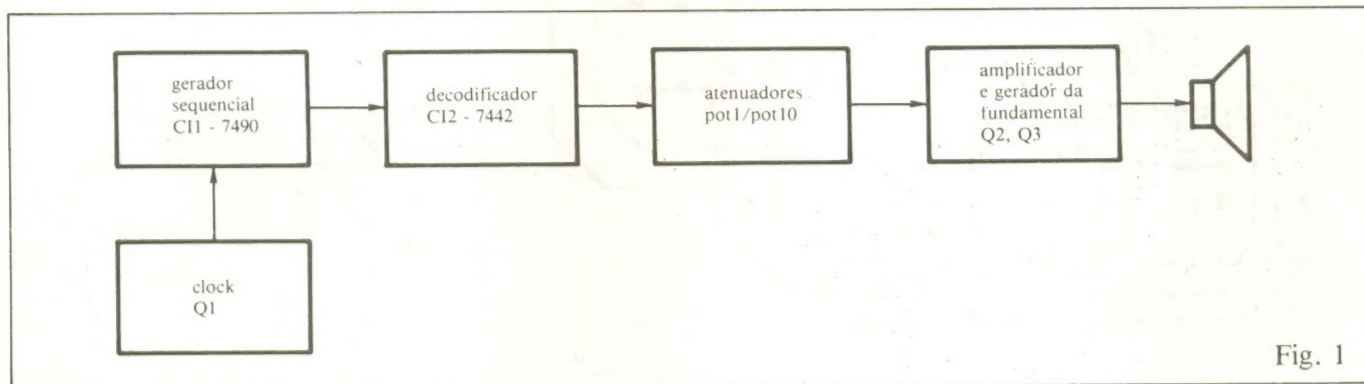 gerador
sequencial
CI1 - 7490
decodificador
CI2 - 7442
atenuadores
pot1/pot10
amplificador
e gerádor da
fundamental
Q2, Q3
clock
Q1
Fig. 1